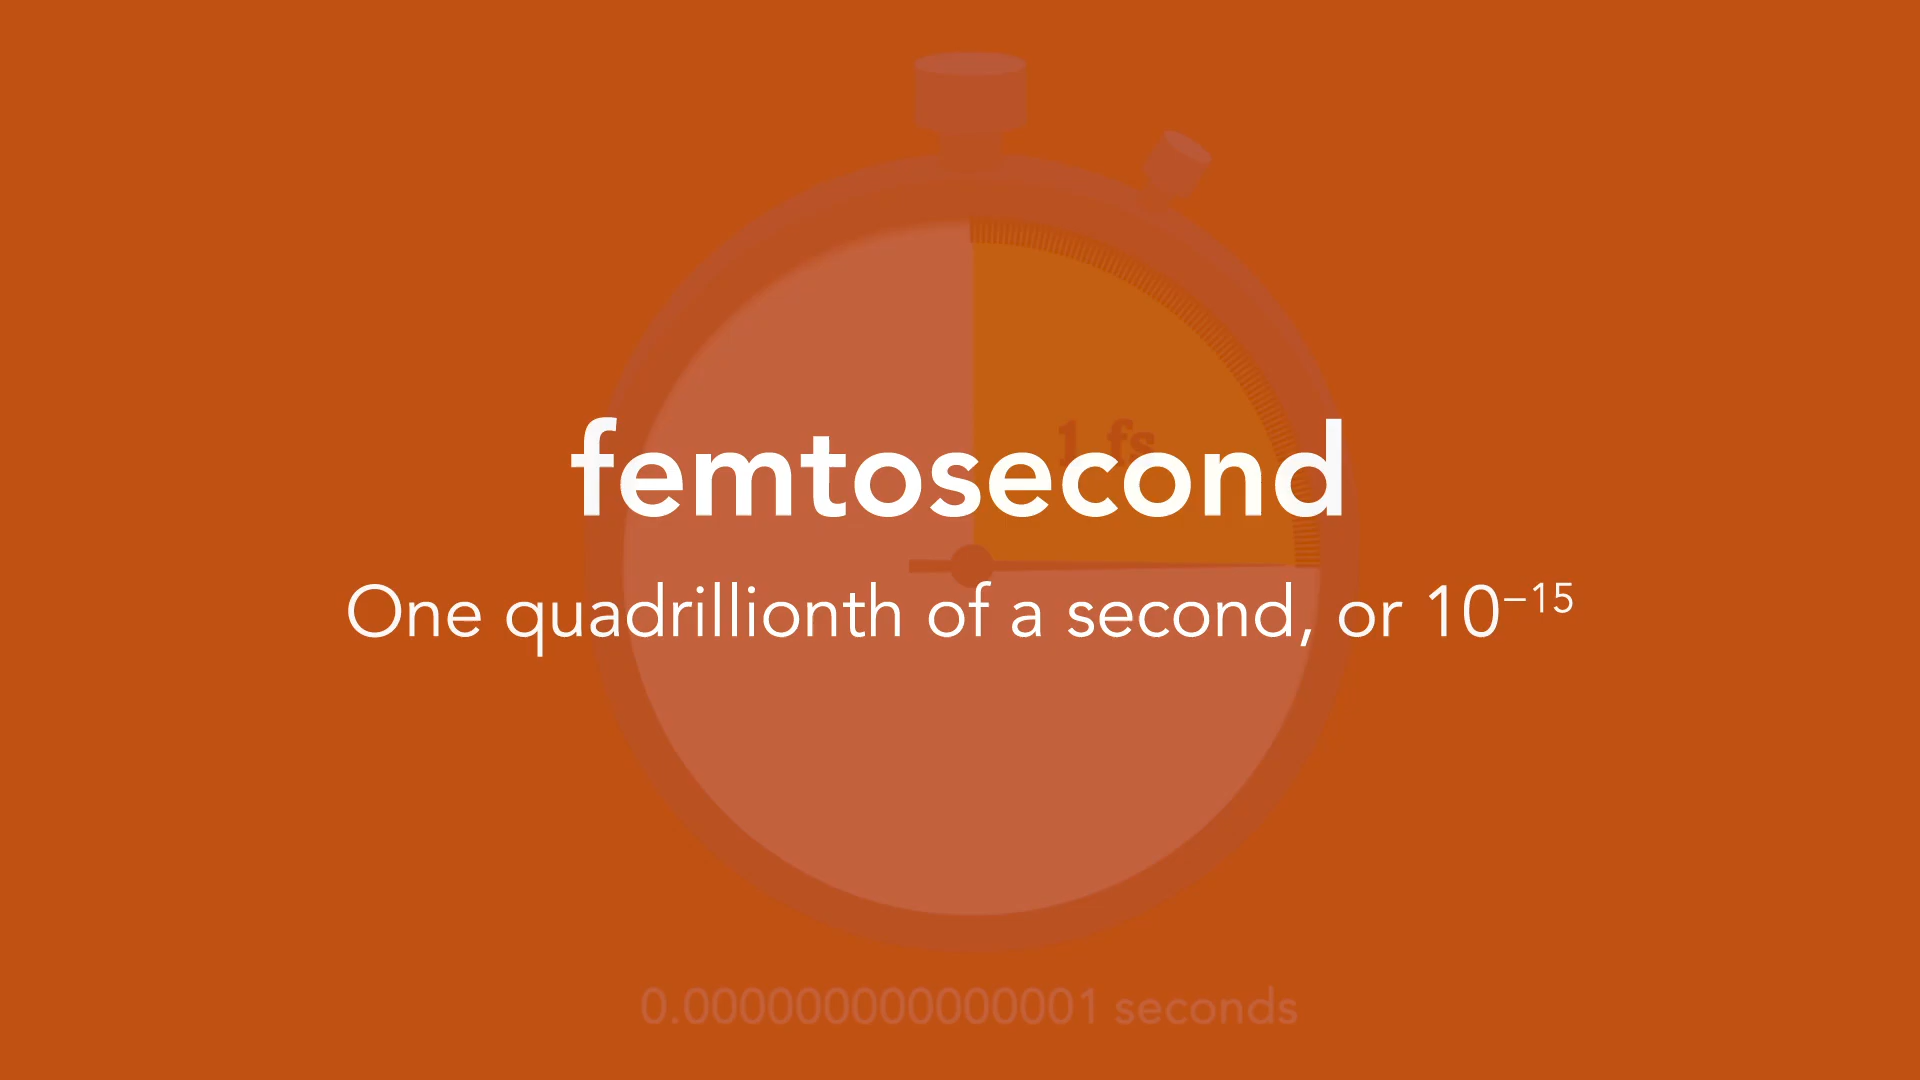 1 fs
femtosecond
One quadrillionth of a second, or 10⁻¹⁵
0.000000000000001 seconds